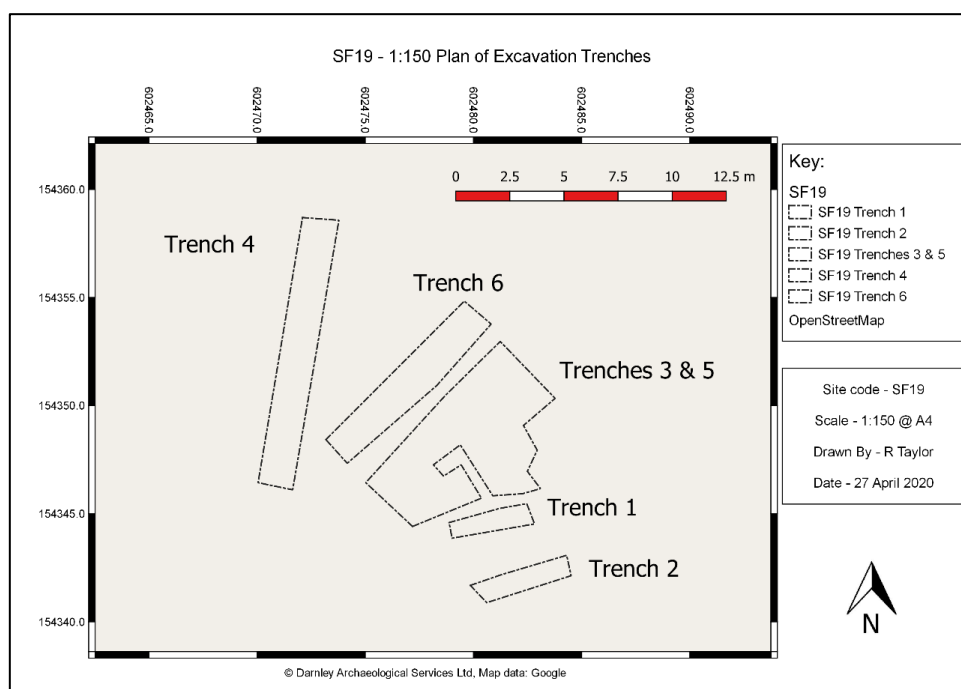 SF19 - 1:150 Plan of Excavation Trenches
602465.0
602470.0
602475.0
602480.0
602485.0
602490.0
154360.0
154355.0
154350.0
154345.0
154340.0
0 2.5 5 7.5 10 12.5 m
Trench 4
Trench 6
Trenches 3 & 5
Trench 1
Trench 2
Key:
SF19
SF19 Trench 1
SF19 Trench 2
SF19 Trenches 3 & 5
SF19 Trench 4
SF19 Trench 6
OpenStreetMap
Site code - SF19
Scale - 1:150 @ A4
Drawn By - R Taylor
Date - 27 April 2020
N
© Darnley Archaeological Services Ltd, Map data: Google